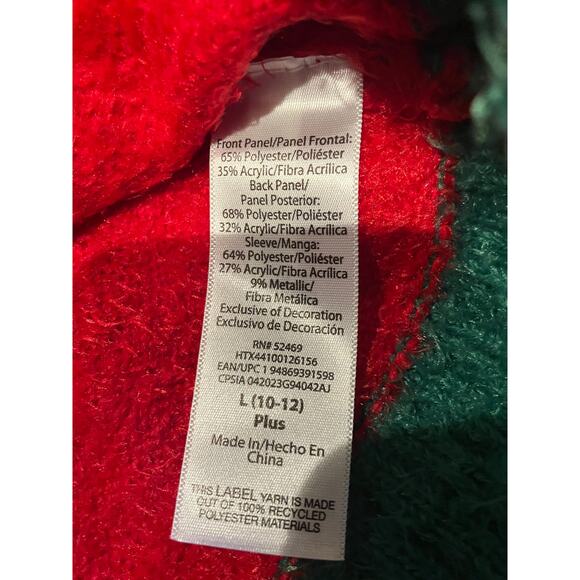 Front Panel/Panel Frontal:
65% Polyester/Poliéster
35% Acrylic/Fibra Acrílica
Back Panel/
Panel Posterior:
68% Polyester/Poliéster
32% Acrylic/Fibra Acrílica
Sleeve/Manga:
64% Polyester/Poliéster
27% Acrylic/Fibra Acrílica
9% Metallic/
Fibra Metálica
Exclusive of Decoration
Exclusivo de Decoración
RN# 52469
HTX44100126156
EAN/UPC 1 94869391598
CPSIA 042023G94042AJ
L (10-12)
Plus
Made In/Hecho En
China
THIS LABEL YARN IS MADE
OUT OF 100% RECYCLED
POLYESTER MATERIALS